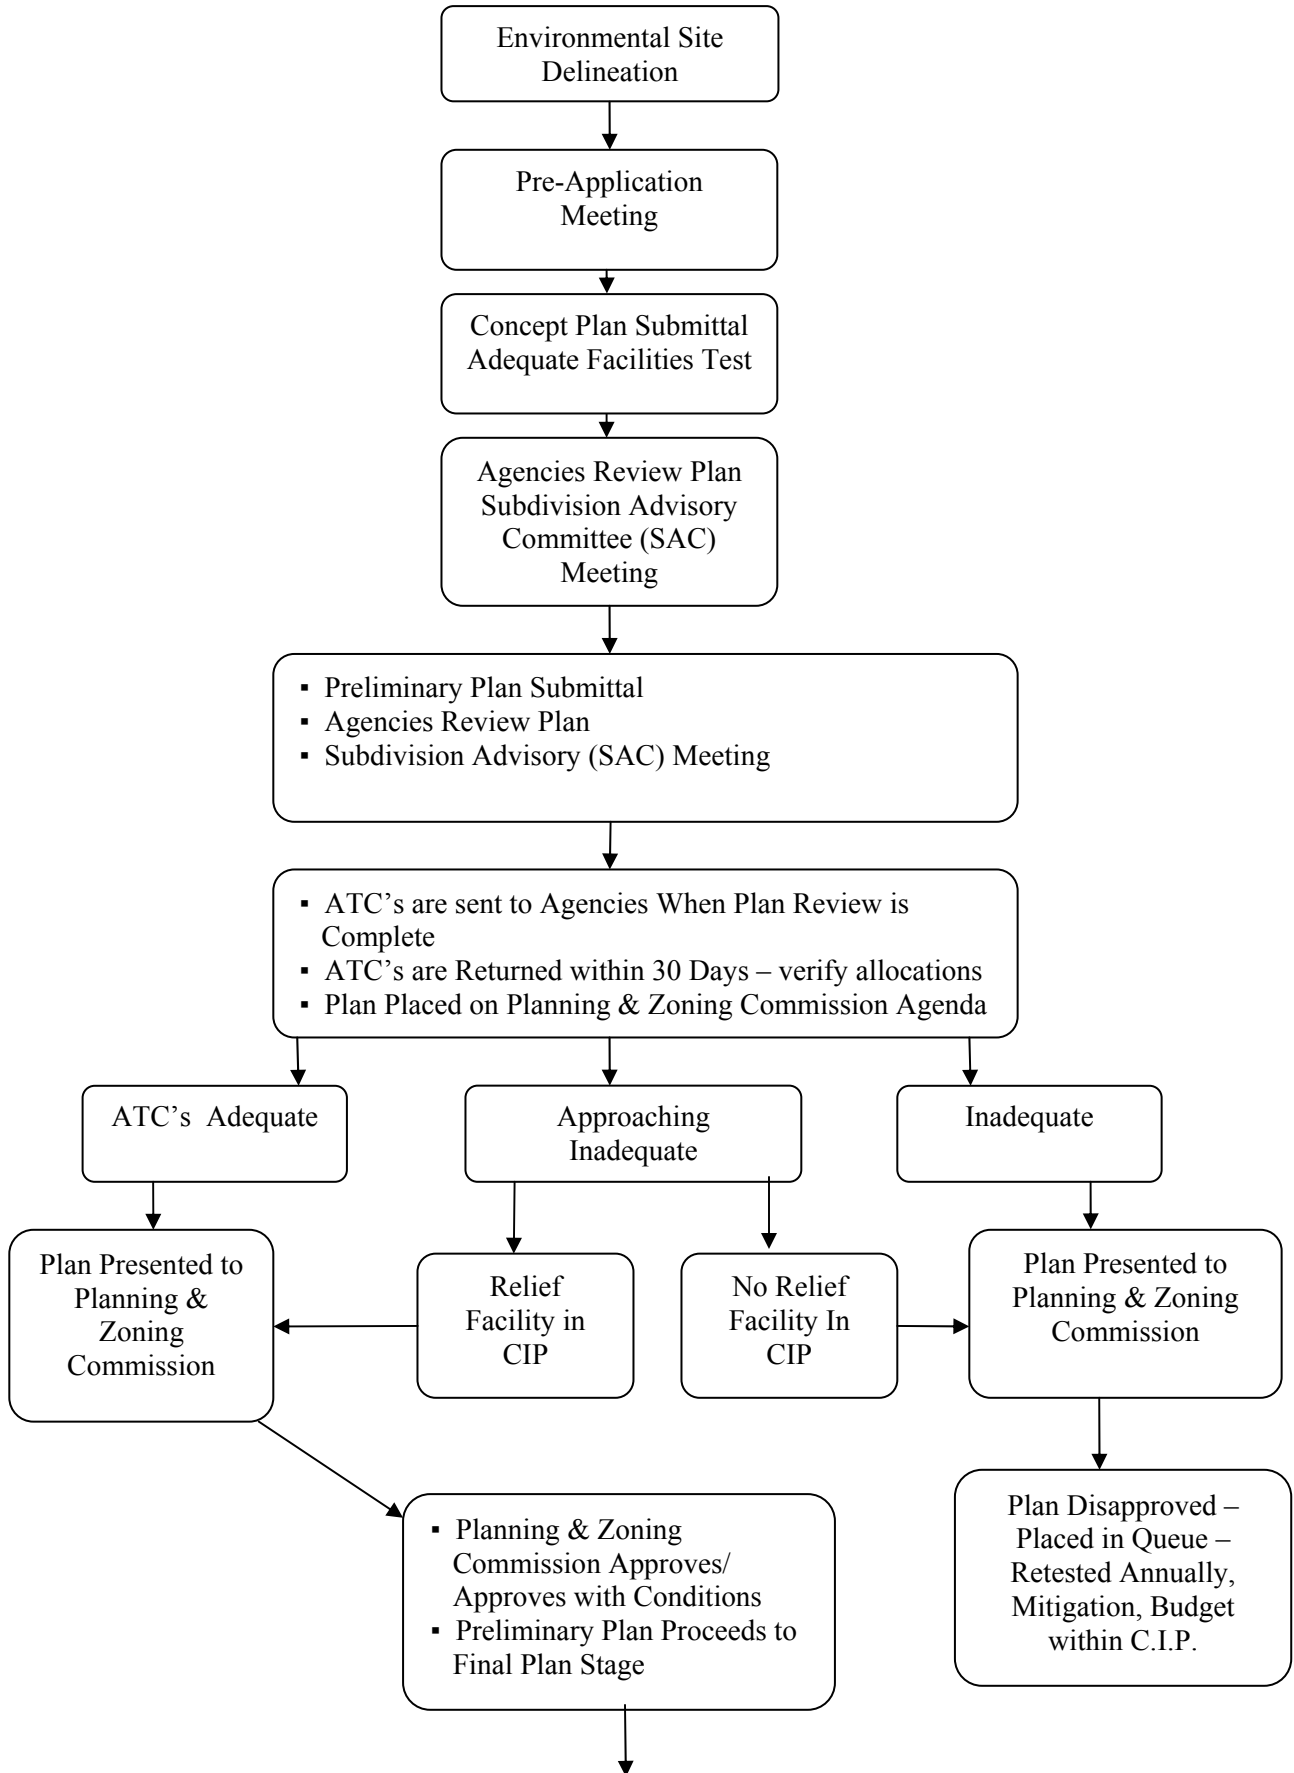 Environmental Site
Delineation
Pre-Application
Meeting
Concept Plan Submittal
Adequate Facilities Test
Agencies Review Plan
Subdivision Advisory
Committee (SAC)
Meeting
▪ Preliminary Plan Submittal
▪ Agencies Review Plan
▪ Subdivision Advisory (SAC) Meeting
▪ ATC’s are sent to Agencies When Plan Review is
Complete
▪ ATC’s are Returned within 30 Days – verify allocations
▪ Plan Placed on Planning & Zoning Commission Agenda
ATC’s Adequate
Approaching
Inadequate
Inadequate
Plan Presented to
Planning &
Zoning
Commission
Relief
Facility in
CIP
No Relief
Facility In
CIP
Plan Presented to
Planning & Zoning
Commission
▪ Planning & Zoning
Commission Approves/
Approves with Conditions
▪ Preliminary Plan Proceeds to
Final Plan Stage
Plan Disapproved –
Placed in Queue –
Retested Annually,
Mitigation, Budget
within C.I.P.